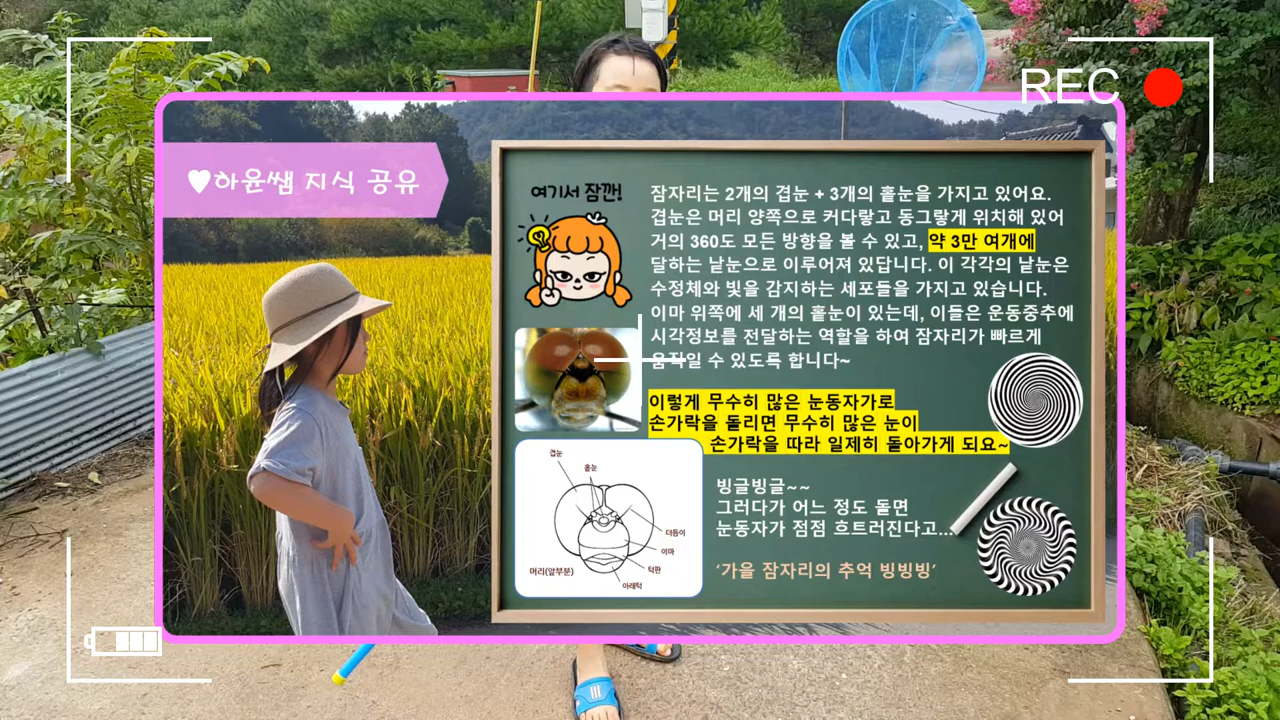 REC
♥하윤쌤 지식 공유
여기서 잠깐!
잠자리는 2개의 겹눈 + 3개의 홑눈을 가지고 있어요.
겹눈은 머리 양쪽으로 커다랗고 동그랗게 위치해 있어
거의 360도 모든 방향을 볼 수 있고, 약 3만 여개에
달하는 낱눈으로 이루어져 있답니다. 이 각각의 낱눈은
수정체와 빛을 감지하는 세포들을 가지고 있습니다.
이마 위쪽에 세 개의 홑눈이 있는데, 이들은 운동중추에
시각정보를 전달하는 역할을 하여 잠자리가 빠르게
움직일 수 있도록 합니다~
이렇게 무수히 많은 눈동자가로
손가락을 돌리면 무수히 많은 눈이
손가락을 따라 일제히 돌아가게 되요~
겹눈
홑눈
더듬이
이마
턱판
머리(앞부분)
아래턱
빙글빙글~~
그러다가 어느 정도 돌면
눈동자가 점점 흐트러진다고...
‘가을 잠자리의 추억 빙빙빙’